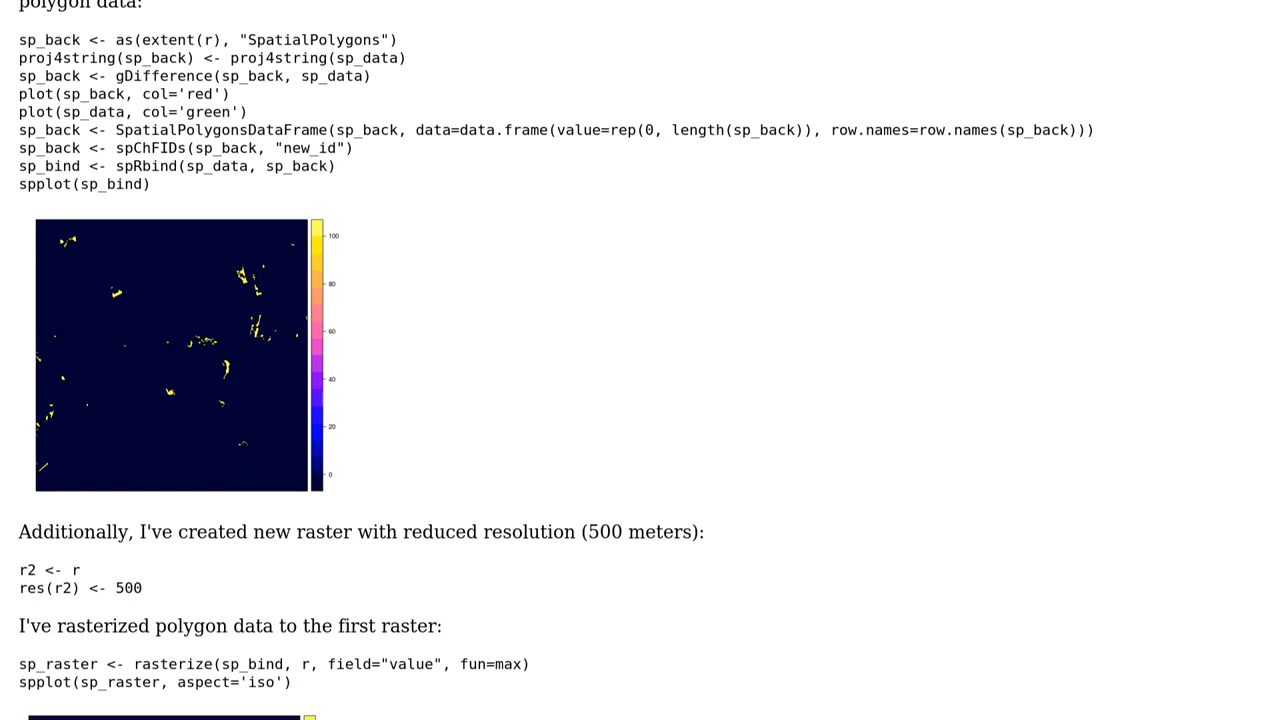 polygon data:
sp_back <- as(extent(r), "SpatialPolygons")
proj4string(sp_back) <- proj4string(sp_data)
sp_back <- gDifference(sp_back, sp_data)
plot(sp_back, col='red')
plot(sp_data, col='green')
sp_back <- SpatialPolygonsDataFrame(sp_back, data=data.frame(value=rep(0, length(sp_back)), row.names=row.names(sp_back)))
sp_back <- spChFIDs(sp_back, "new_id")
sp_bind <- spRbind(sp_data, sp_back)
spplot(sp_bind)
100
80
60
40
20
0
Additionally, I've created new raster with reduced resolution (500 meters):
r2 <- r
res(r2) <- 500
I've rasterized polygon data to the first raster:
sp_raster <- rasterize(sp_bind, r, field="value", fun=max)
spplot(sp_raster, aspect='iso')